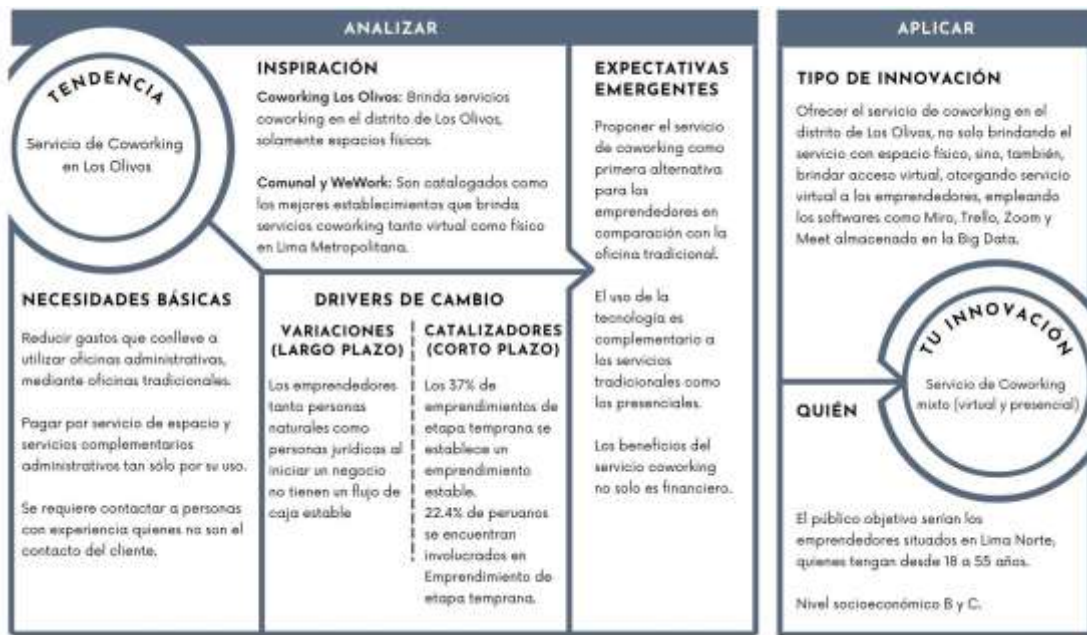 ANALIZAR
TENDENCIA
Servicio de Coworking
en Los Olivos
INSPIRACIÓN
Coworking Los Olivos: Brinda servicios
coworking en el distrito de Los Olivos,
solamente espacios físicos.
Comunal y WeWork: Son catalogados como
los mejores establecimientos que brinda
servicios coworking tanto virtual como físico
en Lima Metropolitana.
EXPECTATIVAS
EMERGENTES
Proponer el servicio
de coworking como
primera alternativa
para los
emprendedores en
comparación con la
oficina tradicional.
El uso de la
tecnología es
complementario a
los servicios
tradicionales como
los presenciales.
Los beneficios del
servicio coworking
no solo es financiero.
NECESIDADES BÁSICAS
Reducir gastos que conlleve a
utilizar oficinas administrativas,
mediante oficinas tradicionales.
Pagar por servicio de espacio y
servicios complementarios
administrativos tan sólo por su uso.
Se requiere contactar a personas
con experiencia quienes no son el
contacto del cliente.
DRIVERS DE CAMBIO
VARIACIONES
(LARGO PLAZO)
Los emprendedores
tanto personas
naturales como
personas jurídicas al
iniciar un negocio
no tienen un flujo de
caja estable
CATALIZADORES
(CORTO PLAZO)
Los 37% de
emprendimientos de
etapa temprana se
establece un
emprendimiento
estable.
22.4% de peruanos
se encuentran
involucrados en
Emprendimiento de
etapa temprana.
APLICAR
TIPO DE INNOVACIÓN
Ofrecer el servicio de coworking en el
distrito de Los Olivos, no solo brindando el
servicio con espacio físico, sino, también,
brindar acceso virtual, otorgando servicio
virtual a los emprendedores, empleando
los softwares como Miro, Trello, Zoom y
Meet almacenado en la Big Data.
TU INNOVACIÓN
Servicio de Coworking
mixto (virtual y presencial)
QUIÉN
El público objetivo serían los
emprendedores situados en Lima Norte,
quienes tengan desde 18 a 55 años.
Nivel socioeconómico B y C.